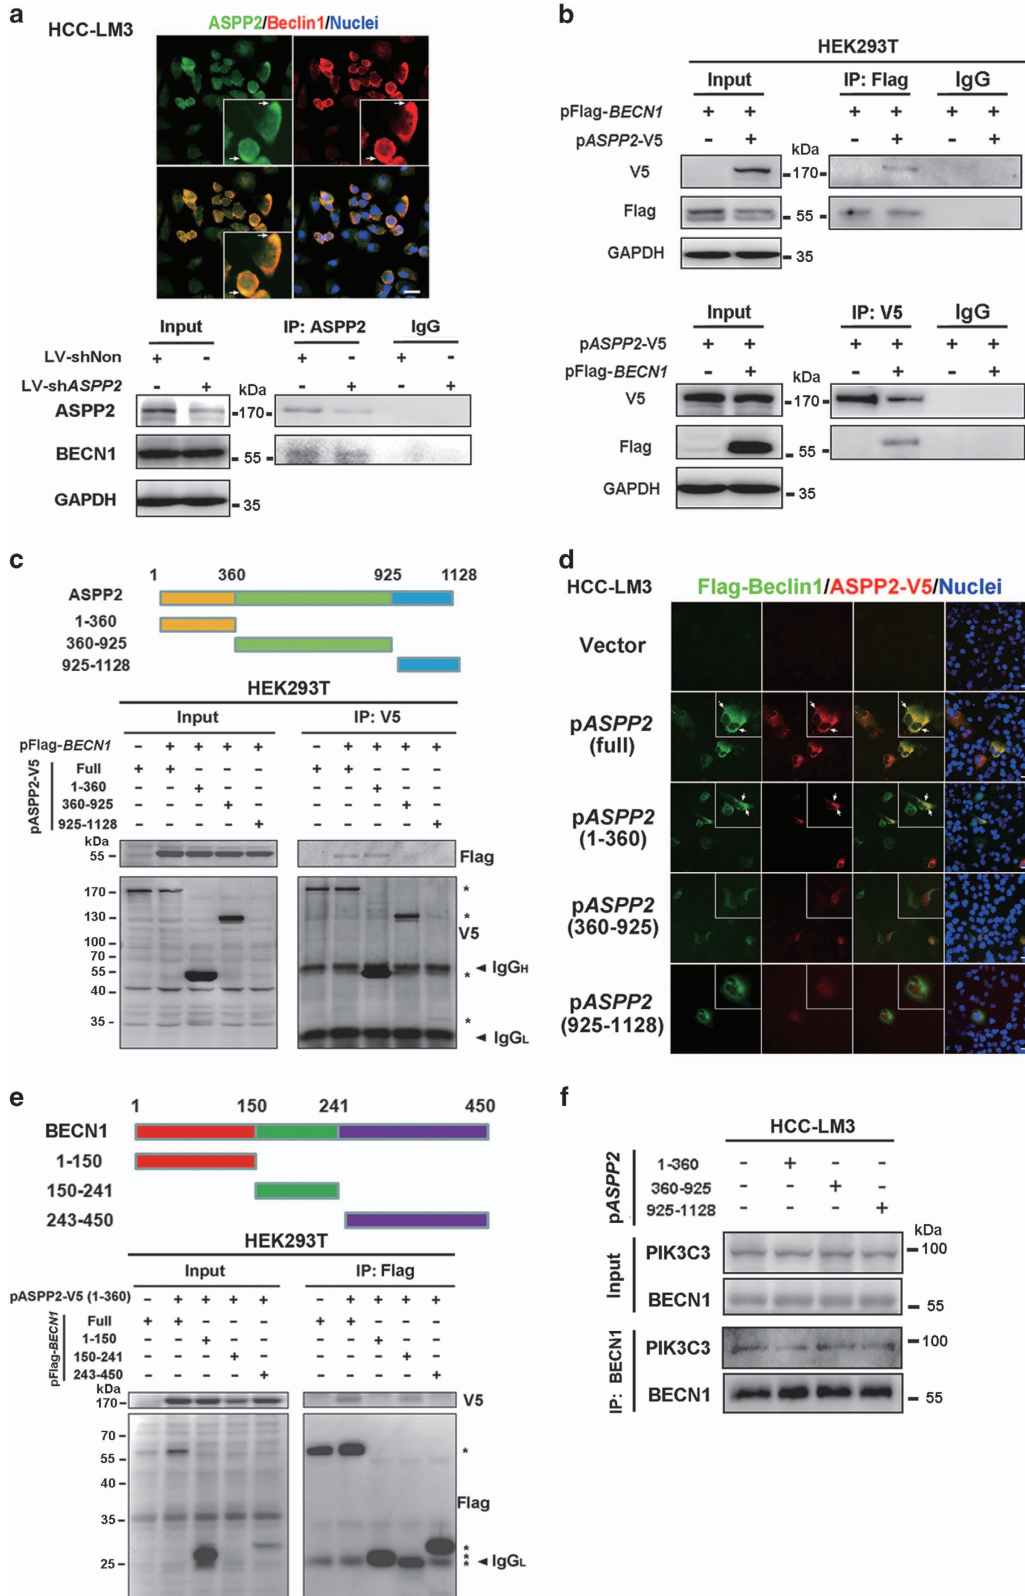 a
HCC-LM3
ASPP2/Beclin1/Nuclei
Input IP: ASPP2 IgG
LV-shNon + - + - +
LV-shASPP2 - + - + - +
kDa
ASPP2 170
BECN1 55
GAPDH 35
b
HEK293T
Input IP: Flag IgG
pFlag-BECN1 + + + + + +
pASPP2-V5 - + - + - +
kDa
V5 170
Flag 55
GAPDH 35
Input IP: V5 IgG
pASPP2-V5 + + + + + +
pFlag-BECN1 - + - + - +
kDa
V5 170
Flag 55
GAPDH 35
c
1 360 925 1128
ASPP2
1-360
360-925
925-1128
HEK293T
Input IP: V5
pFlag-BECN1 - + + + + - + + + +
pASPP2-V5
Full + + - - - + + - - -
1-360 - - + - - - - + - -
360-925 - - - + - - - - + -
925-1128 - - - - + - - - - +
kDa
55 Flag
170 *
130 *
V5
100
70
55 IgGH
*
40
35 *
IgGL
d
HCC-LM3
Flag-Beclin1/ASPP2-V5/Nuclei
Vector
pASPP2
(full)
pASPP2
(1-360)
pASPP2
(360-925)
pASPP2
(925-1128)
e
1 150 241 450
BECN1
1-150
150-241
243-450
HEK293T
Input IP: Flag
pASPP2-V5 (1-360) - + + + + - + + + +
pFlag-BECN1
Full + + - - - + + - - -
1-150 - - + - - - - + - -
150-241 - - - + - - - - + -
243-450 - - - - + - - - - +
kDa
170 V5
70
55 *
40
Flag
35
*
*
25 * IgGL
f
HCC-LM3
pASPP2
1-360 - + - -
360-925 - - + -
925-1128 - - - +
kDa
Input
PIK3C3 100
BECN1 55
IP: BECN1
PIK3C3 100
BECN1 55